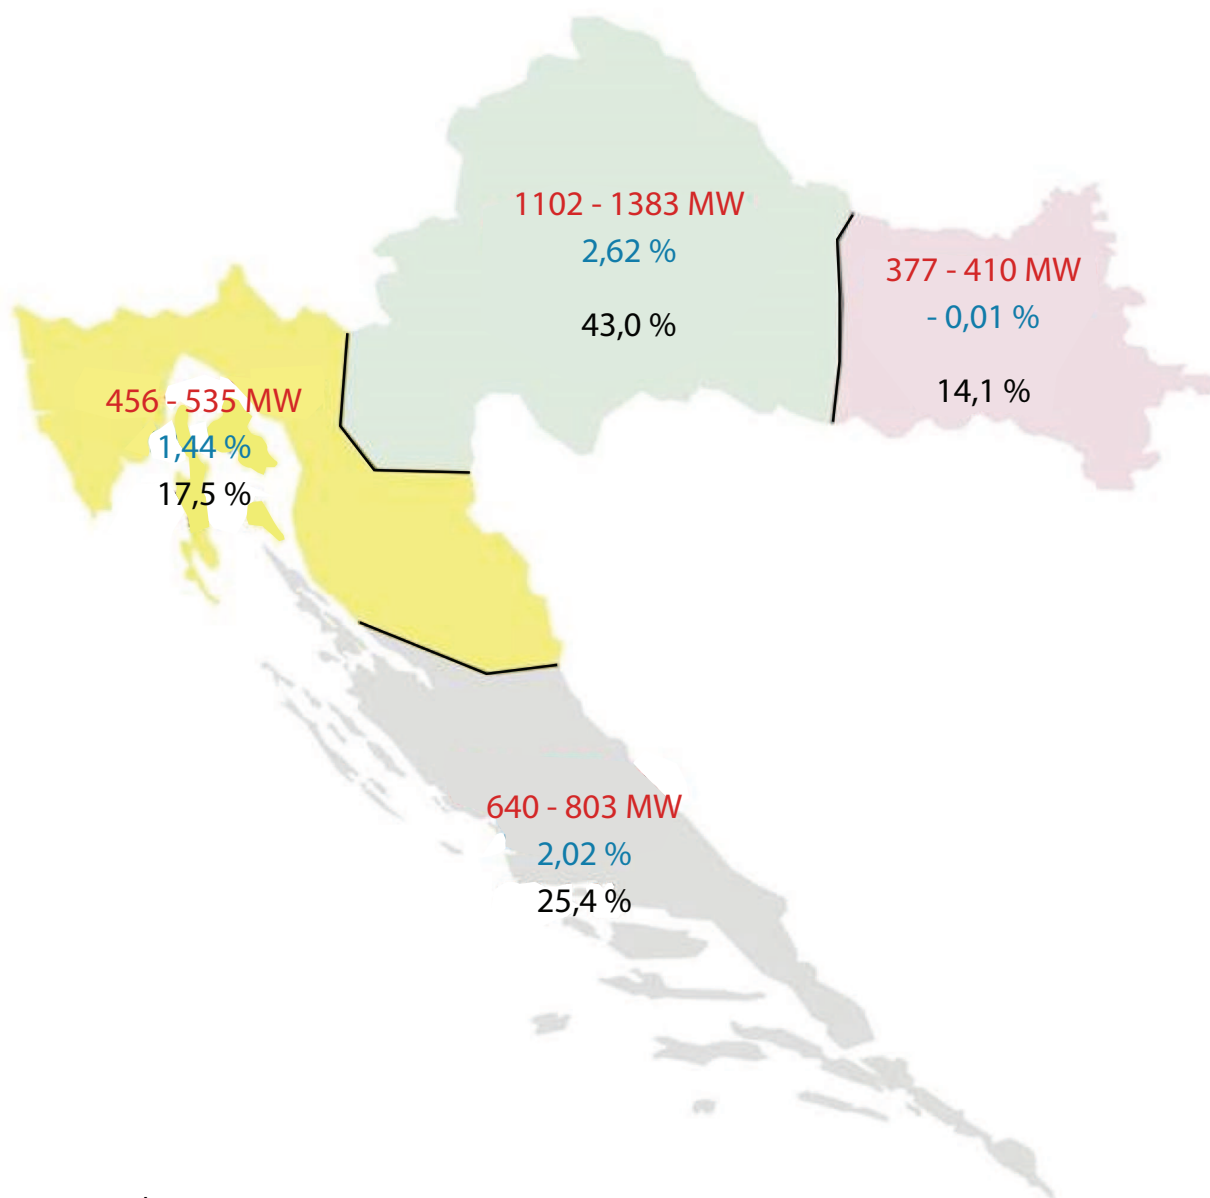 1102 - 1383 MW
2,62 %
43,0 %
377 - 410 MW
- 0,01 %
14,1 %
456 - 535 MW
1,44 %
17,5 %
640 - 803 MW
2,02 %
25,4 %